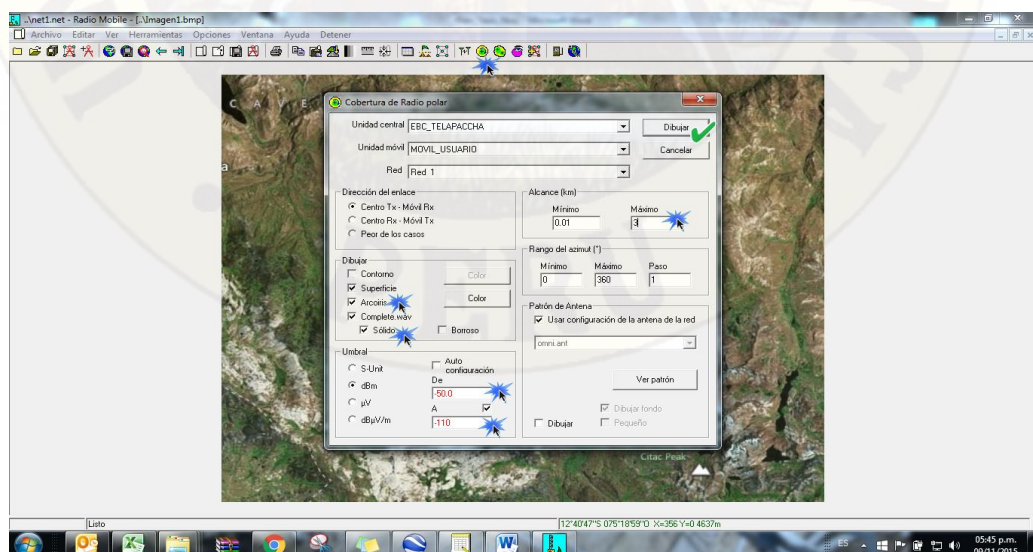 ..\net1.net - Radio Mobile - [..\Imagen1.bmp]
Archivo Editar Ver Herramientas Opciones Ventana Ayuda Detener
C A V E
Cobertura de Radio polar
Unidad central EBC_TELAPACCHA
Dibujar
Unidad móvil MOVIL_USUARIO
Cancelar
Red Red 1
Dirección del enlace
Centro Tx - Móvil Rx
Centro Rx - Móvil Tx
Peor de los casos
Alcance (km)
Mínimo Máximo
0.01 3
Rango del azimut (°)
Mínimo Máximo Paso
0 360 1
Dibujar
Contorno Color
Superficie
Arcoiris Color
Complete.wav
Sólido Borroso
Patrón de Antena
Usar configuración de la antena de la red
omni.ant
Ver patrón
Dibujar fondo
Dibujar Pequeño
Umbral
S-Unit
dBm
µV
dBµV/m
Auto configuración
De
-50.0
A
-110
Citac Peak
Listo
12°40'47"S 075°18'59"O X=356 Y=0 4637m
ES
05:45 p.m.
09/11/2015
PERU